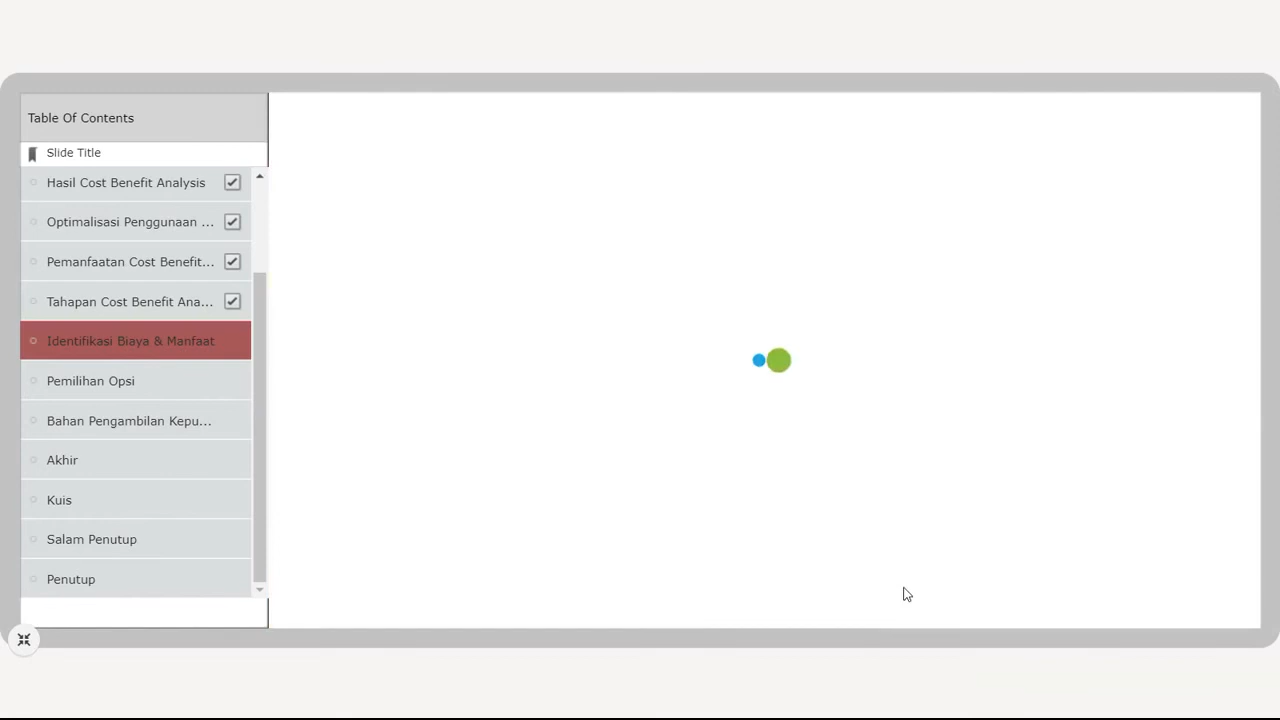 Table Of Contents
Slide Title
Hasil Cost Benefit Analysis
Optimalisasi Penggunaan ...
Pemanfaatan Cost Benefit...
Tahapan Cost Benefit Ana...
Identifikasi Biaya & Manfaat
Pemilihan Opsi
Bahan Pengambilan Kepu...
Akhir
Kuis
Salam Penutup
Penutup